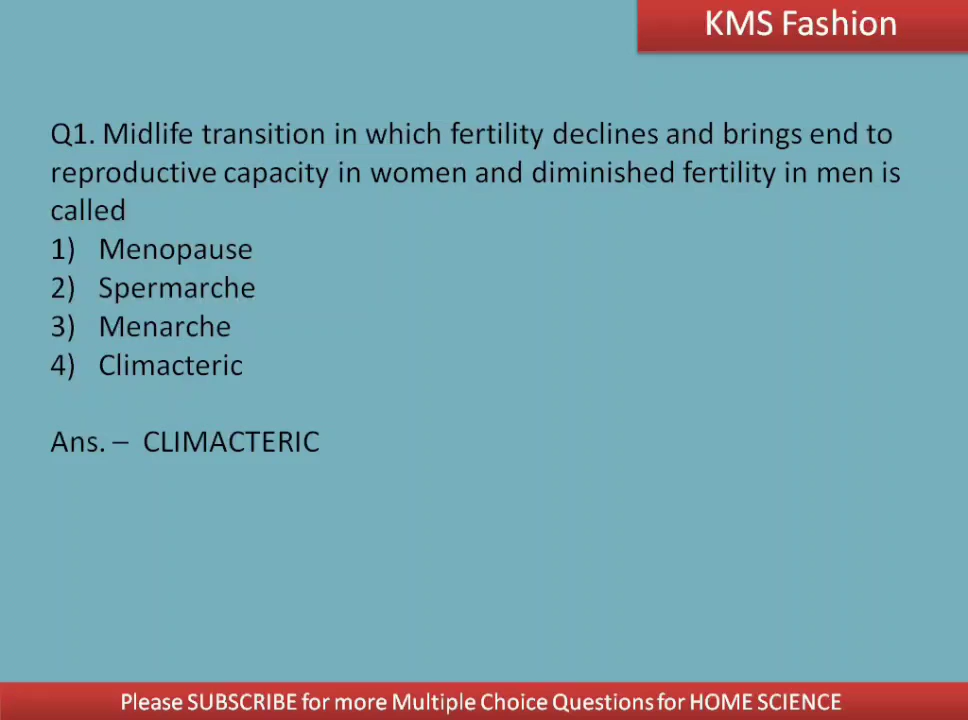 KMS Fashion
Q1. Midlife transition in which fertility declines and brings end to
reproductive capacity in women and diminished fertility in men is
called
1) Menopause
2) Spermarche
3) Menarche
4) Climacteric
Ans. – CLIMACTERIC
Please SUBSCRIBE for more Multiple Choice Questions for HOME SCIENCE